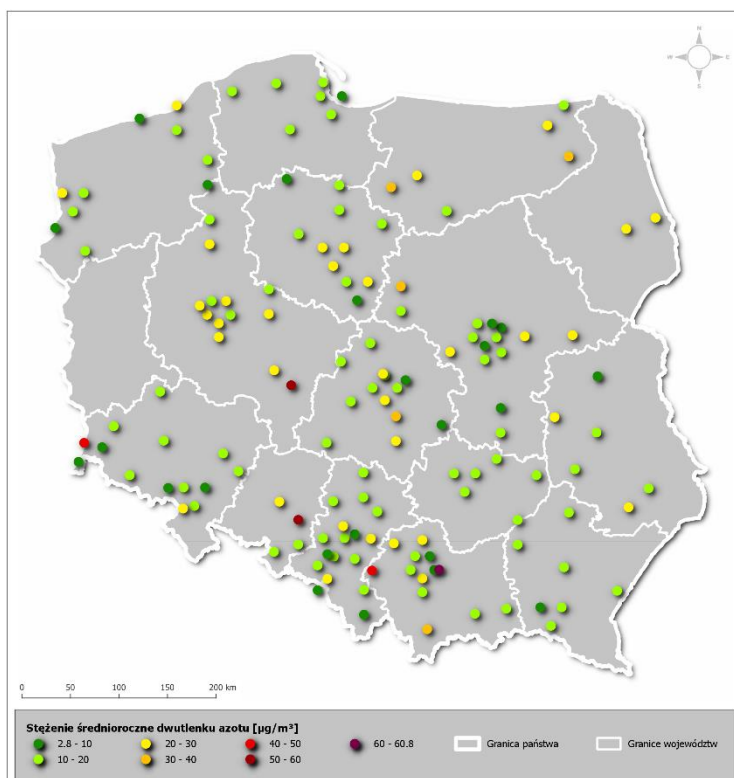 N
W E
S
0 50 100 150 200 km
Stężenie średnioroczne dwutlenku azotu [µg/m³]
2.8 - 10 20 - 30 40 - 50 60 - 60.8 Granica państwa Granice województw
10 - 20 30 - 40 50 - 60